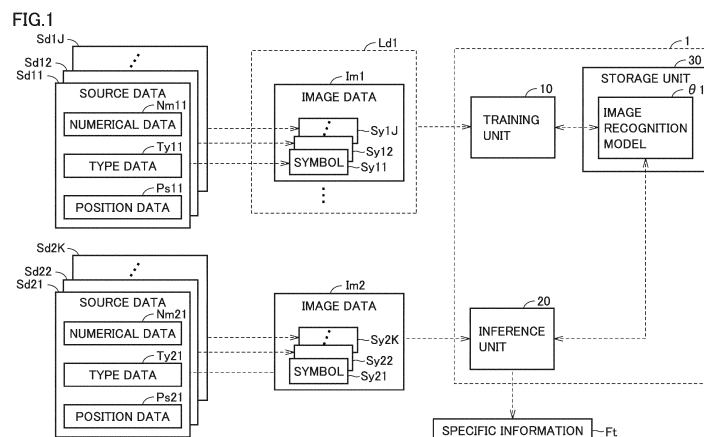 FIG.1
Sd1J
Sd12
Sd11
SOURCE DATA
Nm11
NUMERICAL DATA
Ty11
TYPE DATA
Ps11
POSITION DATA
Ld1
Im1
IMAGE DATA
Sy1J
Sy12
SYMBOL
Sy11
1
10
TRAINING
UNIT
30
STORAGE UNIT
θ1
IMAGE
RECOGNITION
MODEL
Sd2K
Sd22
Sd21
SOURCE DATA
Nm21
NUMERICAL DATA
Ty21
TYPE DATA
Ps21
POSITION DATA
Im2
IMAGE DATA
Sy2K
Sy22
SYMBOL
Sy21
20
INFERENCE
UNIT
SPECIFIC INFORMATION
Ft